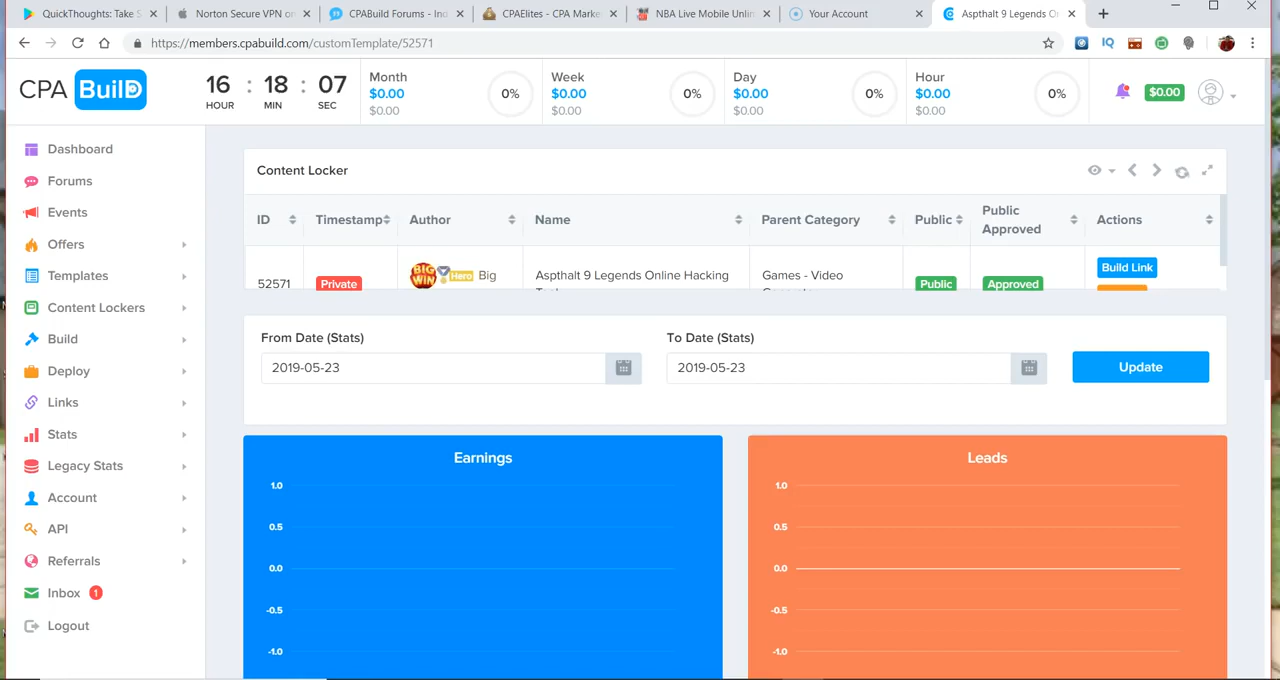 QuickThoughts: Take S
Norton Secure VPN on
CPABuild Forums - Ind
CPAElites - CPA Marke
NBA Live Mobile Unlin
Your Account
Aspthalt 9 Legends On
https://members.cpabuild.com/customTemplate/52571
IQ
CPA BuilD
16 : 18 : 07
HOUR MIN SEC
Month
$0.00
$0.00
0%
Week
$0.00
$0.00
0%
Day
$0.00
$0.00
0%
Hour
$0.00
$0.00
0%
$0.00
Dashboard
Forums
Events
Offers
Templates
Content Lockers
Build
Deploy
Links
Stats
Legacy Stats
Account
API
Referrals
Inbox 1
Logout
Content Locker
ID Timestamp Author Name Parent Category Public Public Approved Actions
52571 Private BIG WIN Hero Big Aspthalt 9 Legends Online Hacking Games - Video Public Approved Build Link
From Date (Stats)
2019-05-23
To Date (Stats)
2019-05-23
Update
Earnings
1.0
0.5
0.0
-0.5
-1.0
Leads
1.0
0.5
0.0
-0.5
-1.0